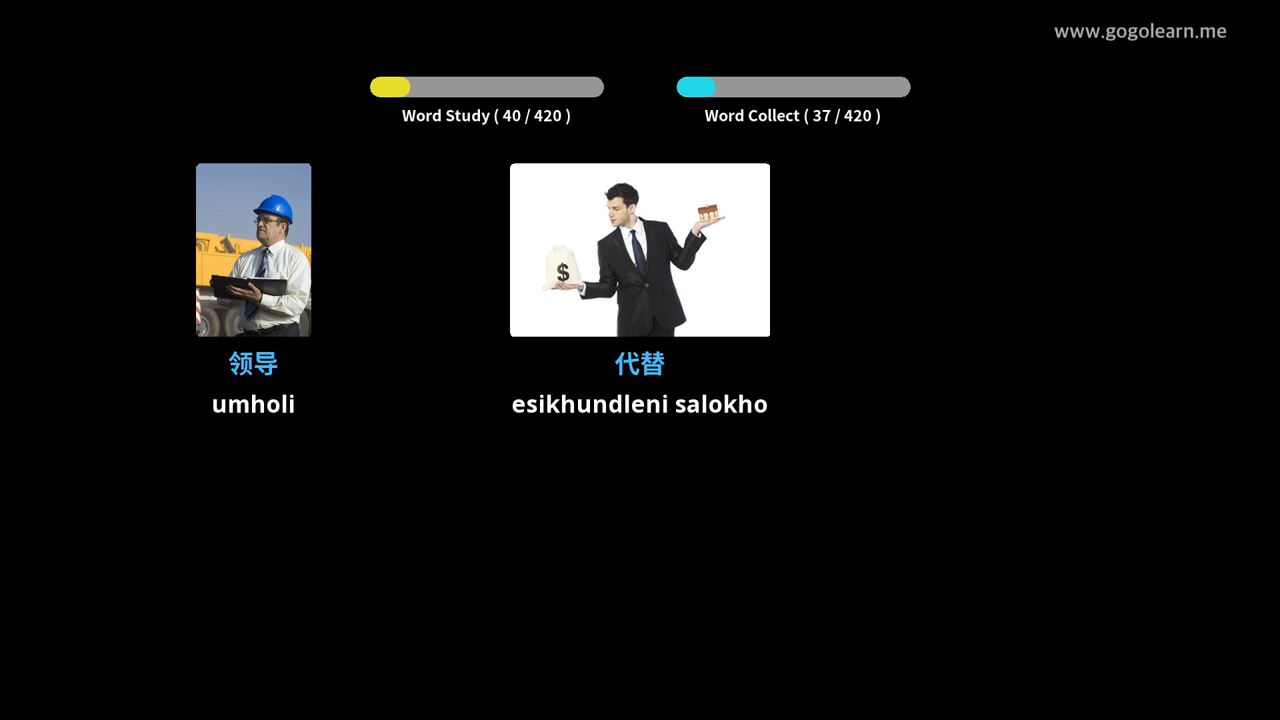 www.gogolearn.me
Word Study ( 40 / 420 )
Word Collect ( 37 / 420 )
$
领导
umholi
代替
esikhundleni salokho